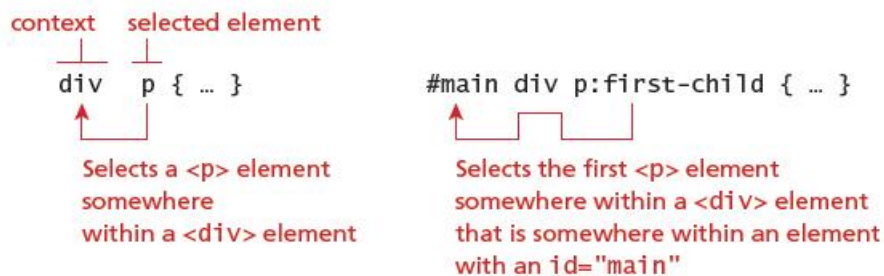 context selected element
div p { … }
Selects a <p> element
somewhere
within a <div> element
#main div p:first-child { … }
Selects the first <p> element
somewhere within a <div> element
that is somewhere within an element
with an id="main"